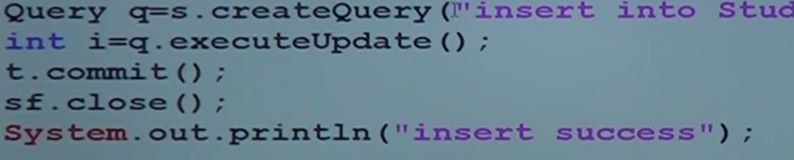 Query q=s.createQuery("insert into Stud
int i=q.executeUpdate();
t.commit();
sf.close();
System.out.println("insert success");